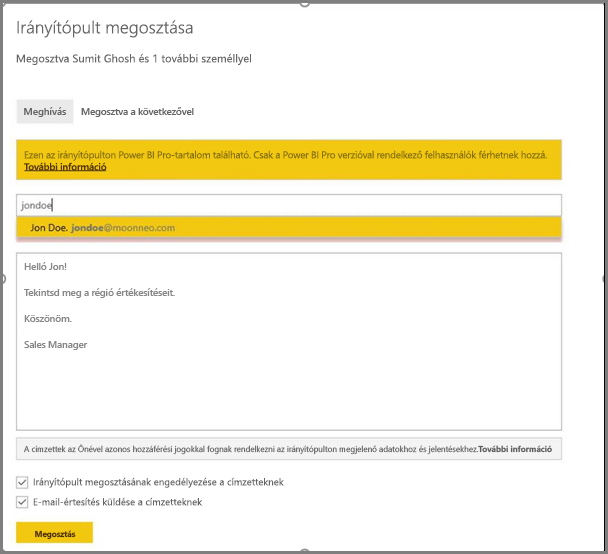 Irányítópult megosztása
Megosztva Sumit Ghosh és 1 további személlyel
Meghívás Megosztva a következővel
Ezen az irányítópulton Power BI Pro-tartalom található. Csak a Power BI Pro verzióval rendelkező felhasználók férhetnek hozzá.
További információ
jondoe
Jon Doe. jondoe@moonneo.com
Helló Jon!
Tekintsd meg a régió értékesítéseit.
Köszönöm.
Sales Manager
A címzettek az Önével azonos hozzáférési jogokkal fognak rendelkezni az irányítópulton megjelenő adatokhoz és jelentésekhez.További információ
Irányítópult megosztásának engedélyezése a címzetteknek
E-mail-értesítés küldése a címzetteknek
Megosztás